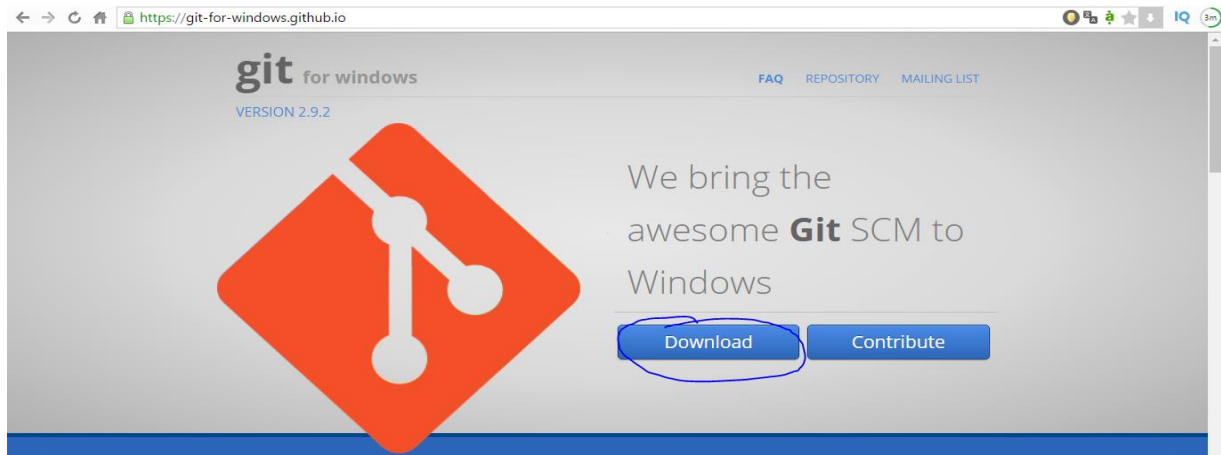 https://git-for-windows.github.io
IQ
3m
git for windows
FAQ REPOSITORY MAILING LIST
VERSION 2.9.2
We bring the
awesome Git SCM to
Windows
Download Contribute